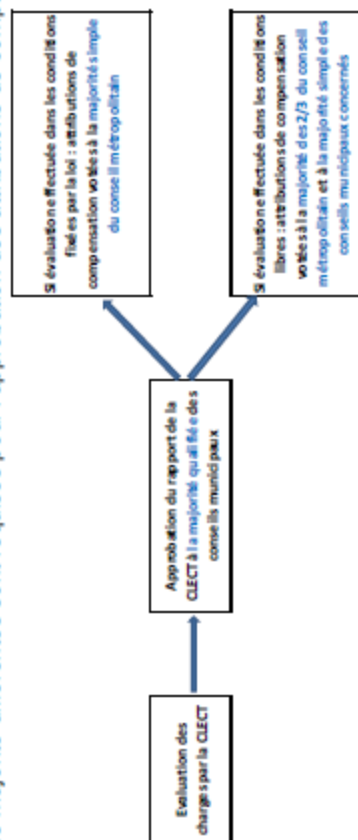 Evaluation des
charges par la CLECT
Approbation du rapport de la
CLECT à la majorité qualifiée des
conseils municipaux
Si évaluation effectuée dans les conditions
fixées par la loi : attributions de
compensation votées à la majorité simple
du conseil métropolitain
Si évaluation effectuée dans les conditions
libres : attributions de compensation
votées à la majorité des 2/3 du conseil
métropolitain et à la majorité simple des
conseils municipaux concernés